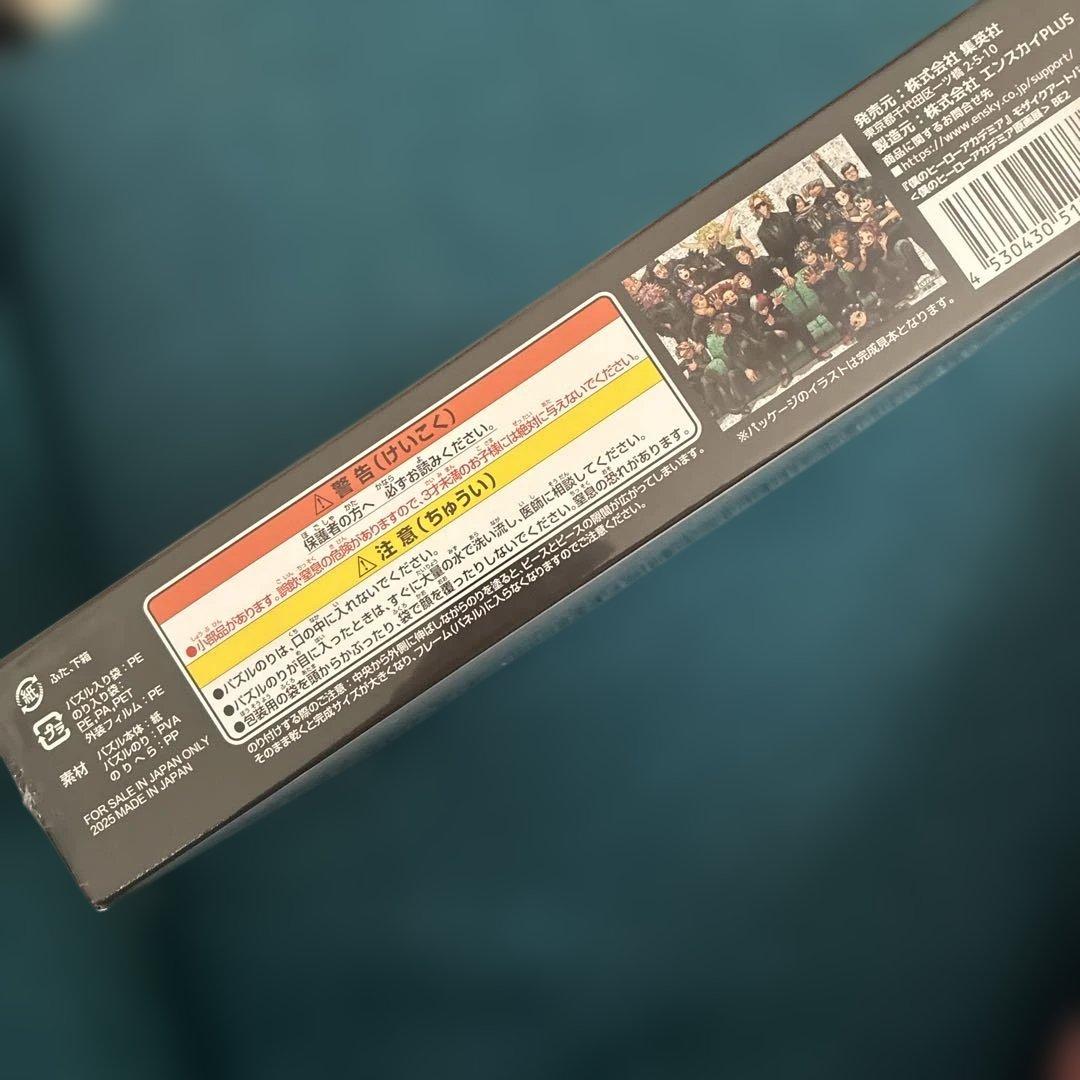 ふた、下箱
紙
パズル入り袋：PE
のり入り袋：
PE,PA,PET
外装フィルム：PE
プラ
素材
パズル本体：紙
パズルのり：PVA
のりへら：PP
FOR SALE IN JAPAN ONLY
2025 MADE IN JAPAN
警告(けいこく)
保護者の方へ 必ずお読みください。
●小部品があります。誤飲・窒息の危険がありますので、3才未満のお子様には絶対に与えないでください。
注意(ちゅうい)
●パズルのりは、口の中に入れないでください。
●パズルのりが目に入ったときは、すぐに大量の水で洗い流し、医師に相談してください。
●包装用の袋を頭からかぶったり、袋で顔を覆ったりしないでください。窒息の恐れがあります。
のり付けする際のご注意：中央から外側に伸ばしながらのりを塗ると、ピースとピースの隙間が広がってしまいます。
そのまま乾くと完成サイズが大きくなり、フレーム(パネル)に入らなくなりますのでご注意ください。
※パッケージのイラストは完成見本となります。
発売元：株式会社 集英社
東京都千代田区一ツ橋 2-5-10
製造元：株式会社 エンスカイPLUS
商品に関するお問合せ先
■https://www.ensky.co.jp/support/
『僕のヒーローアカデミア』モザイクアート
<僕のヒーローアカデミア原画展> BE2
4 530430 51